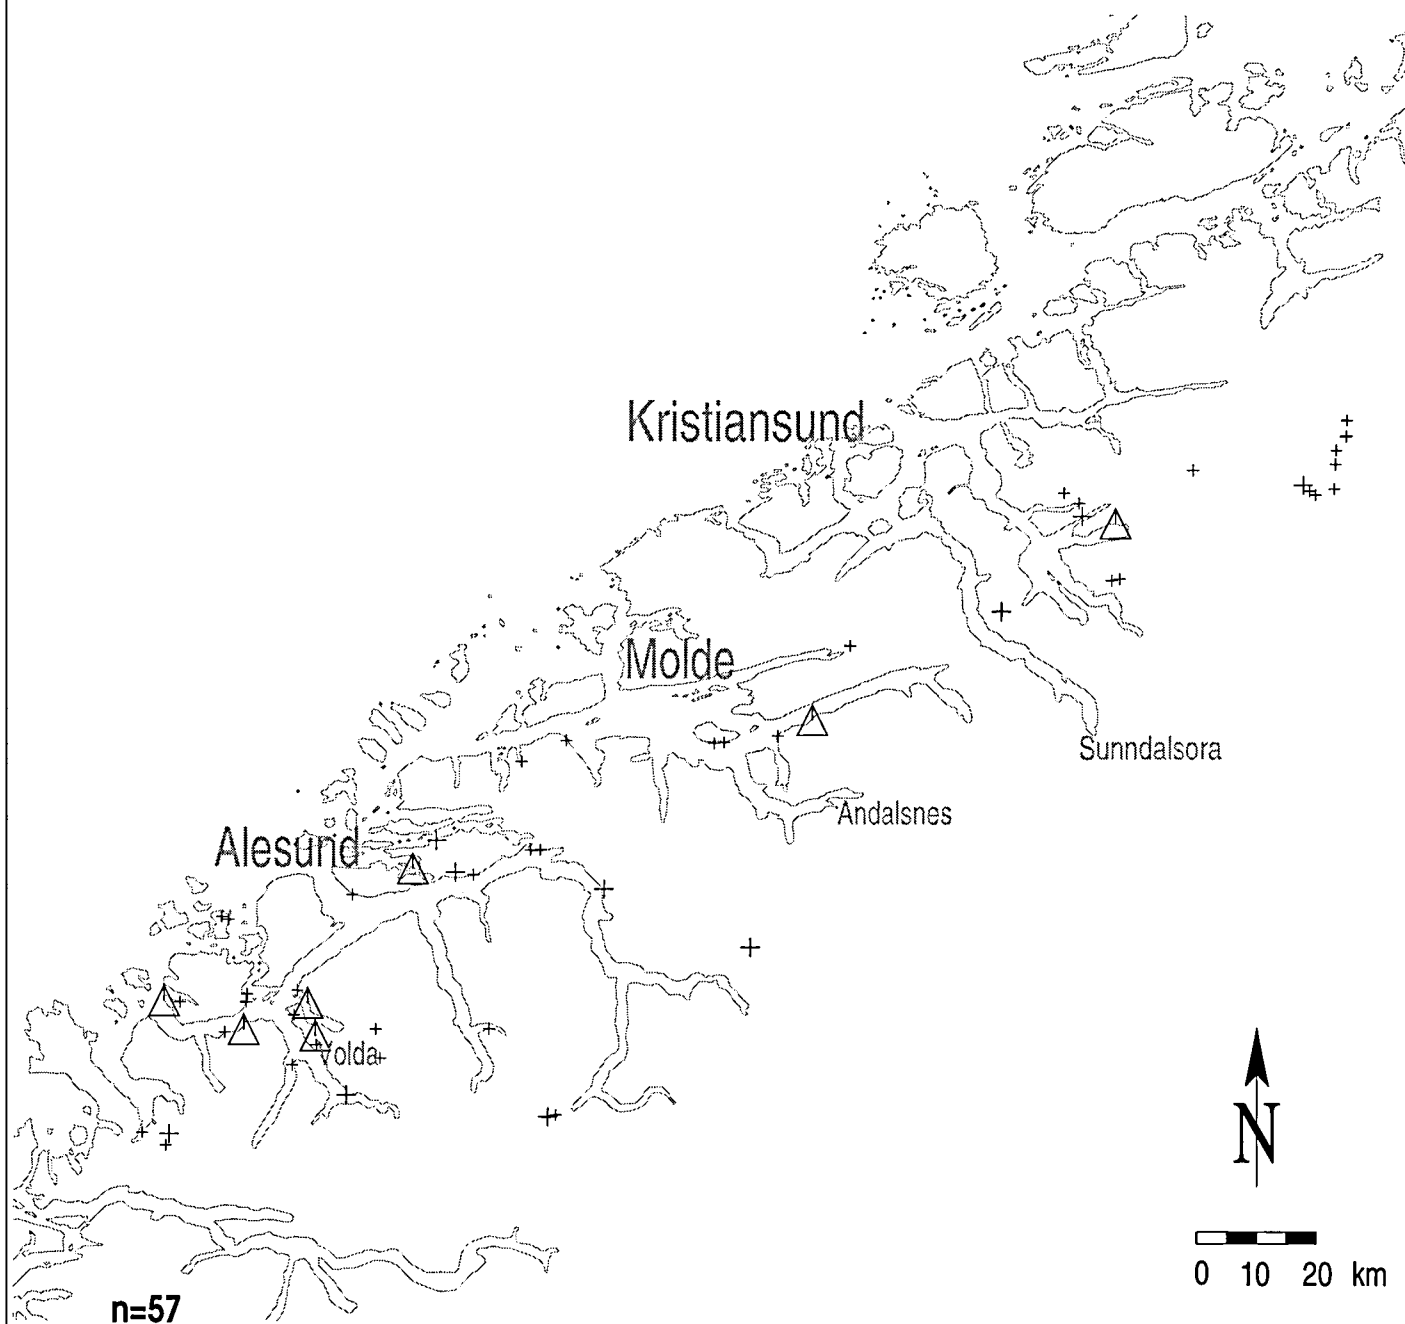 Kristiansund
Molde
Sunndalsora
Andalsnes
Alesund
Volda
N
0 10 20 km
n=57